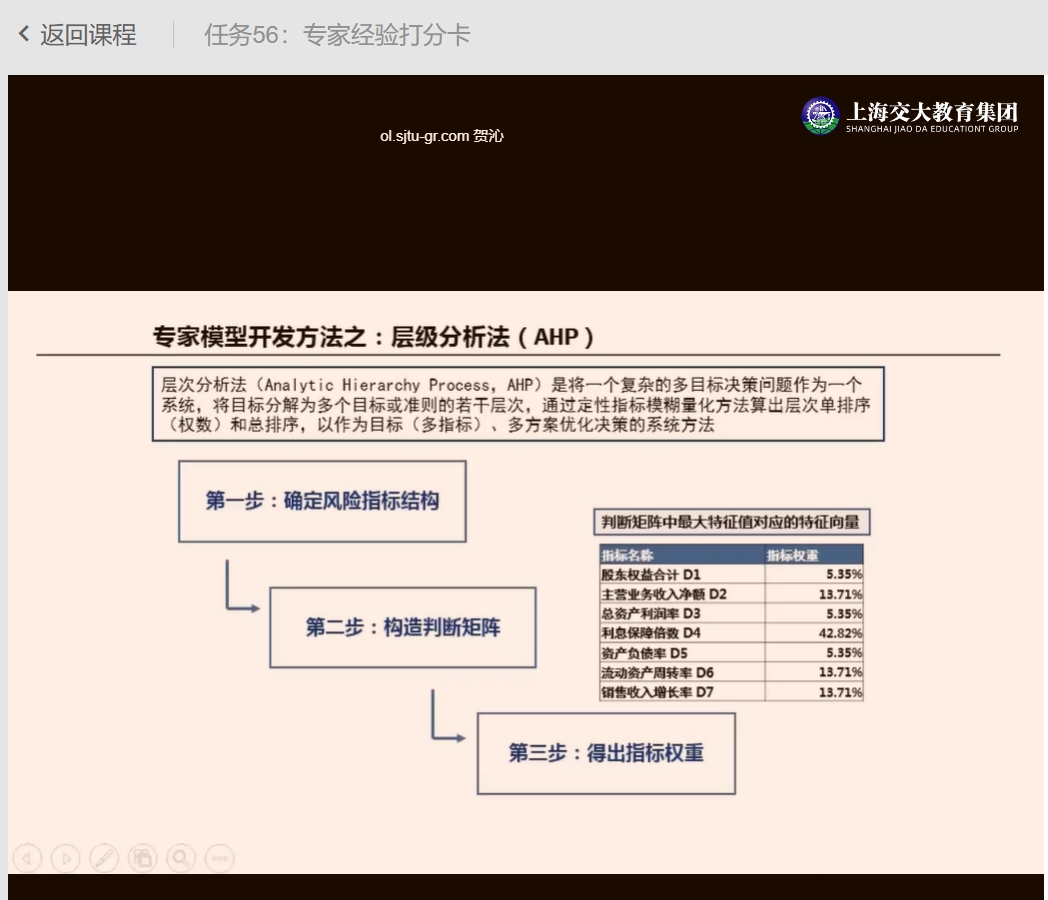 返回课程
任务56：专家经验打分卡
上海交大教育集团
SHANGHAI JIAO DA EDUCATIONT GROUP
ol.sjtu-gr.com 贺沁
专家模型开发方法之：层级分析法（AHP）
层次分析法（Analytic Hierarchy Process，AHP）是将一个复杂的多目标决策问题作为一个
系统，将目标分解为多个目标或准则的若干层次，通过定性指标模糊量化方法算出层次单排序
（权数）和总排序，以作为目标（多指标）、多方案优化决策的系统方法
第一步：确定风险指标结构
第二步：构造判断矩阵
第三步：得出指标权重
判断矩阵中最大特征值对应的特征向量
指标名称 指标权重
股东权益合计 D1 5.35%
主营业务收入净额 D2 13.71%
总资产利润率 D3 5.35%
利息保障倍数 D4 42.82%
资产负债率 D5 5.35%
流动资产周转率 D6 13.71%
销售收入增长率 D7 13.71%